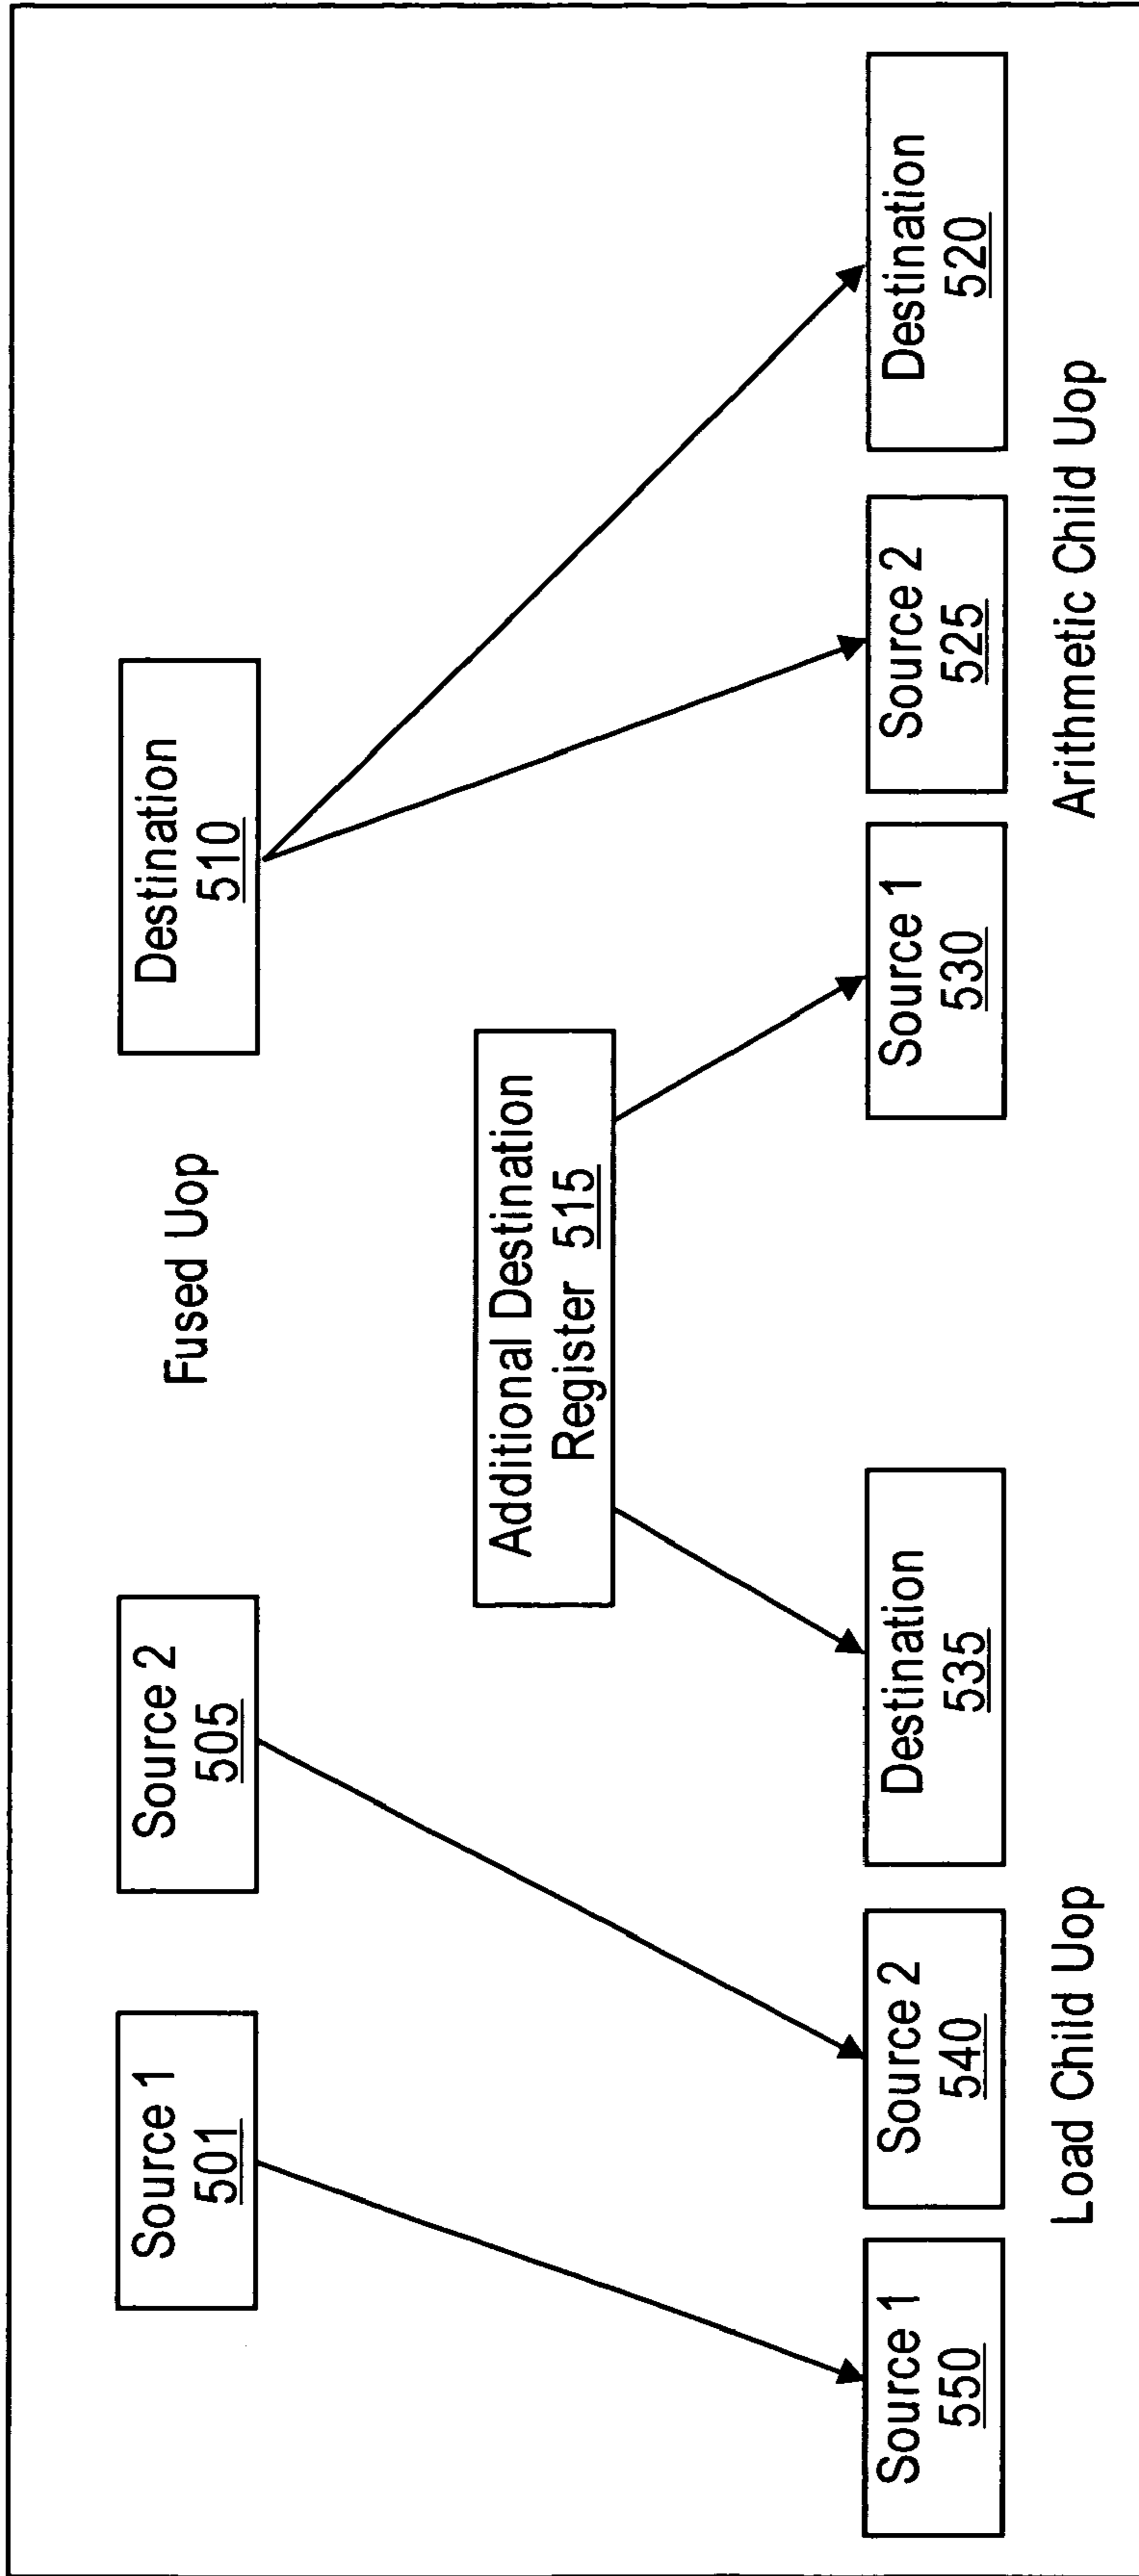 Source 1
501
Source 2
505
Fused Uop
Destination
510
Additional Destination
Register 515
Source 1
550
Source 2
540
Destination
535
Source 1
530
Source 2
525
Destination
520
Load Child Uop
Arithmetic Child Uop